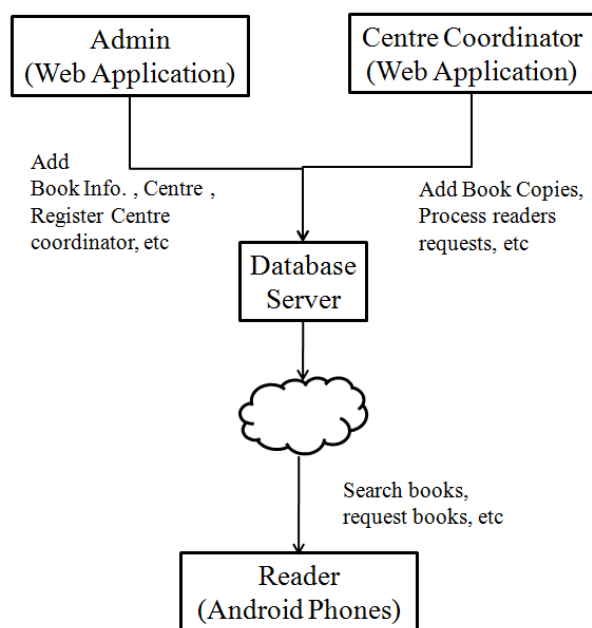 Admin
(Web Application)
Centre Coordinator
(Web Application)
Add
Book Info. , Centre ,
Register Centre
coordinator, etc
Add Book Copies,
Process readers
requests, etc
Database
Server
Search books,
request books, etc
Reader
(Android Phones)